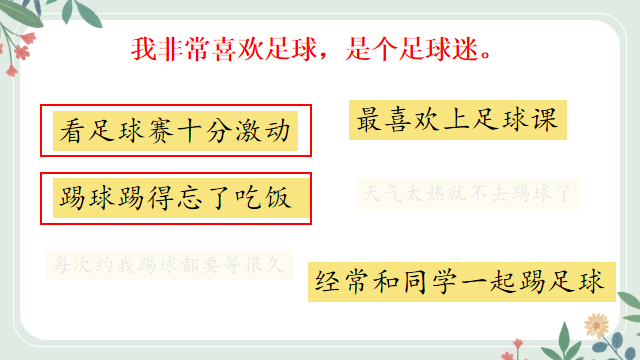 我非常喜欢足球，是个足球迷。
看足球赛十分激动
最喜欢上足球课
踢球踢得忘了吃饭
天气太热就不去踢球了
每次约我踢球都要等很久
经常和同学一起踢足球